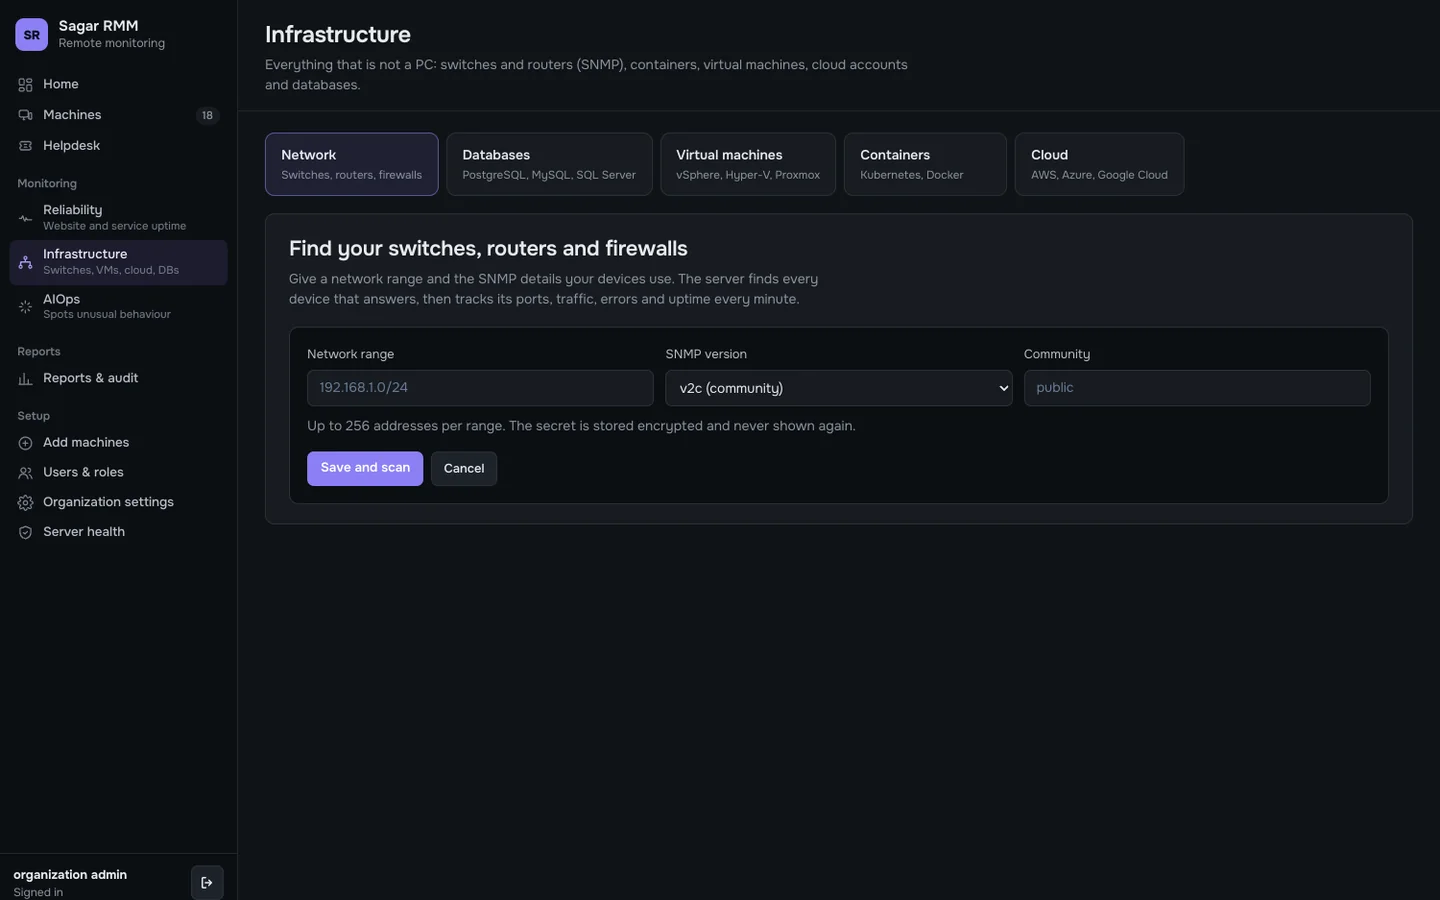 SR
Sagar RMM
Remote monitoring
Home
Machines 18
Helpdesk
Monitoring
Reliability
Website and service uptime
Infrastructure
Switches, VMs, cloud, DBs
AIOps
Spots unusual behaviour
Reports
Reports & audit
Setup
Add machines
Users & roles
Organization settings
Server health
organization admin
Signed in
Infrastructure
Everything that is not a PC: switches and routers (SNMP), containers, virtual machines, cloud accounts
and databases.
Network
Switches, routers, firewalls
Databases
PostgreSQL, MySQL, SQL Server
Virtual machines
vSphere, Hyper-V, Proxmox
Containers
Kubernetes, Docker
Cloud
AWS, Azure, Google Cloud
Find your switches, routers and firewalls
Give a network range and the SNMP details your devices use. The server finds every
device that answers, then tracks its ports, traffic, errors and uptime every minute.
Network range
192.168.1.0/24
SNMP version
v2c (community)
Community
public
Up to 256 addresses per range. The secret is stored encrypted and never shown again.
Save and scan
Cancel